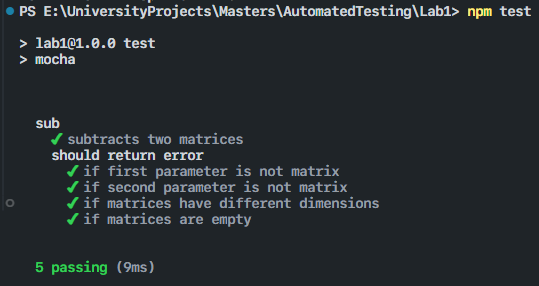 PS E:\UniversityProjects\Masters\AutomatedTesting\Lab1> npm test
> lab1@1.0.0 test
> mocha
sub
✔ subtracts two matrices
should return error
✔ if first parameter is not matrix
✔ if second parameter is not matrix
✔ if matrices have different dimensions
✔ if matrices are empty
5 passing (9ms)